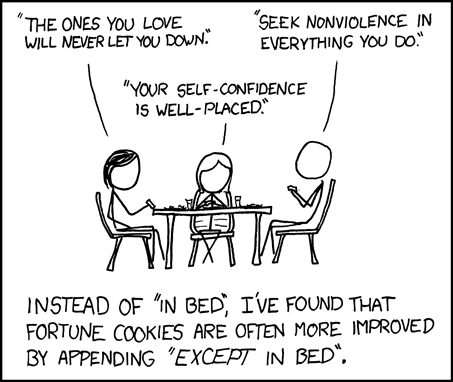 "THE ONES YOU LOVE
WILL NEVER LET YOU DOWN."
"YOUR SELF-CONFIDENCE
IS WELL-PLACED."
"SEEK NONVIOLENCE IN
EVERYTHING YOU DO."
INSTEAD OF "IN BED", I'VE FOUND THAT
FORTUNE COOKIES ARE OFTEN MORE IMPROVED
BY APPENDING "EXCEPT IN BED".